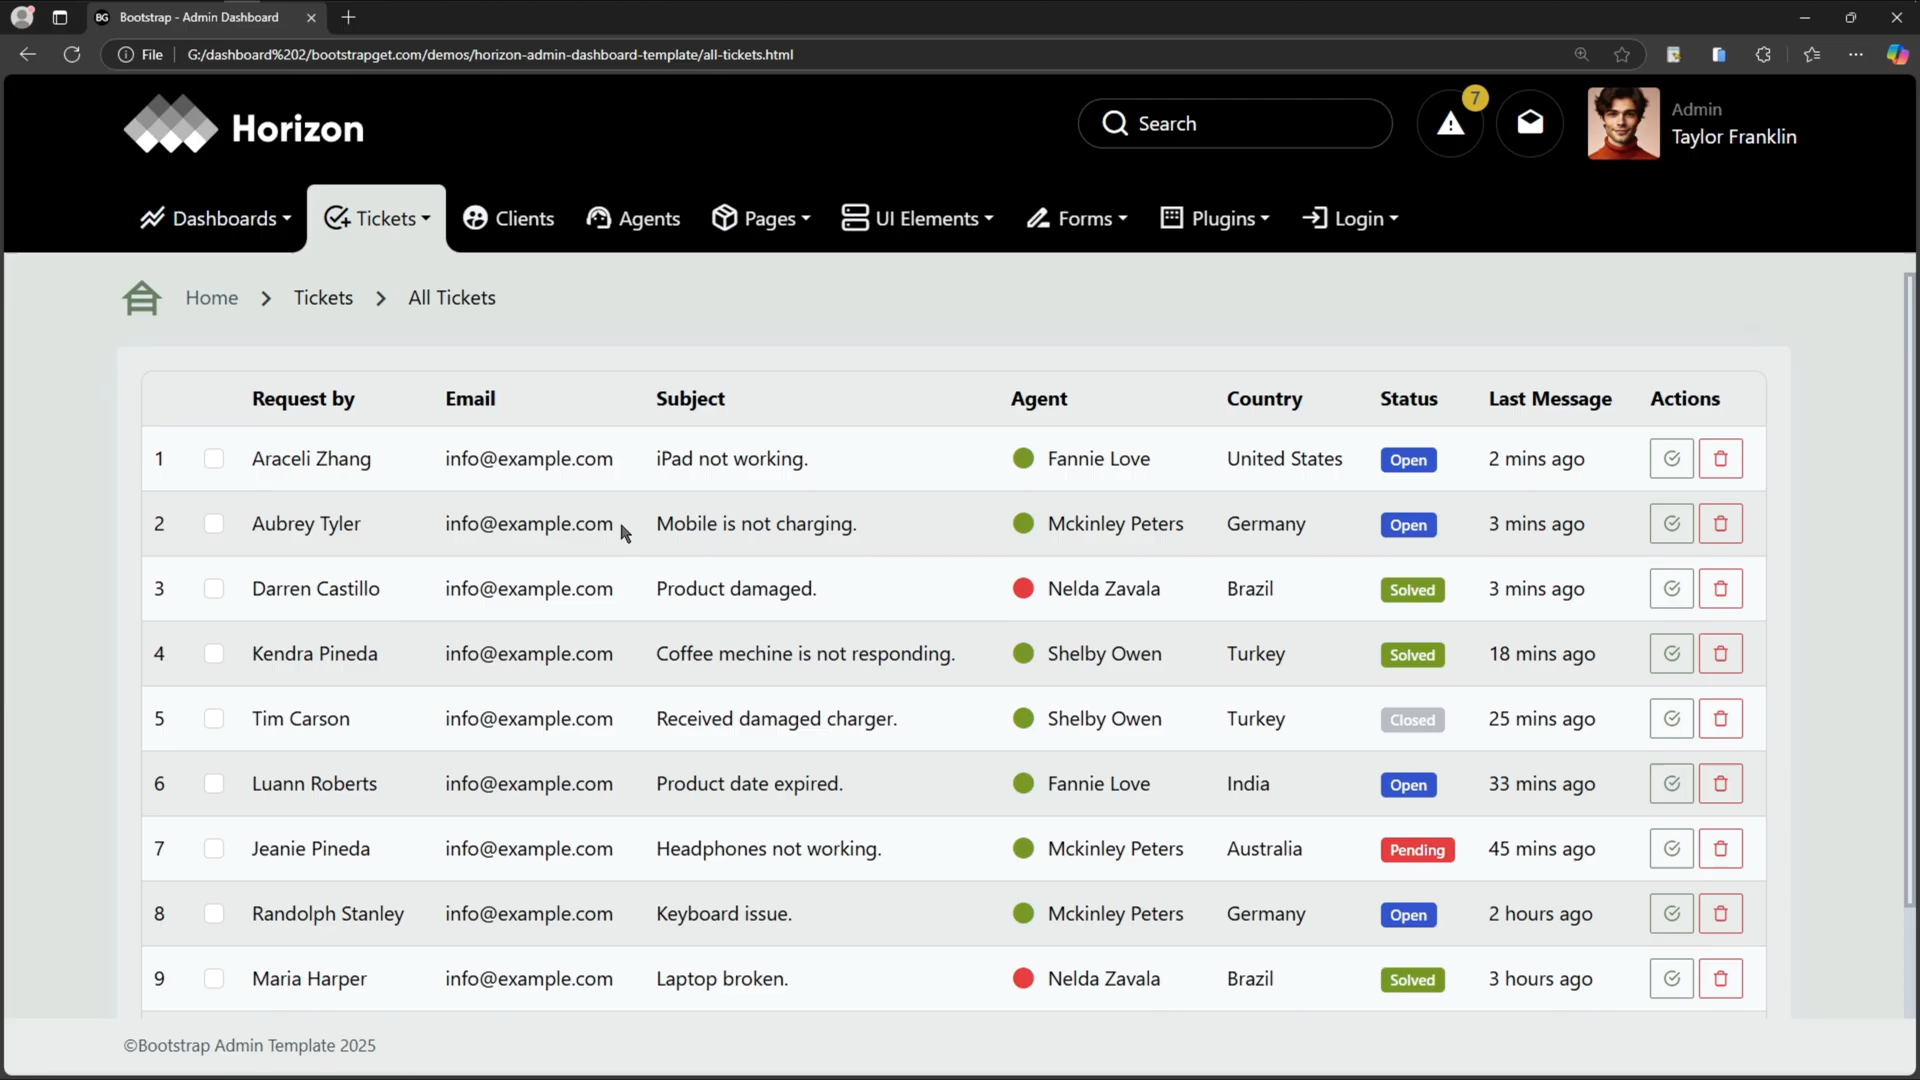 BG Bootstrap - Admin Dashboard
File G:/dashboard%202/bootstrapget.com/demos/horizon-admin-dashboard-template/all-tickets.html
Horizon
Search
7
Admin
Taylor Franklin
Dashboards Tickets Clients Agents Pages UI Elements Forms Plugins Login
Home > Tickets > All Tickets
Request by Email Subject Agent Country Status Last Message Actions
1 Araceli Zhang info@example.com iPad not working. Fannie Love United States Open 2 mins ago
2 Aubrey Tyler info@example.com Mobile is not charging. Mckinley Peters Germany Open 3 mins ago
3 Darren Castillo info@example.com Product damaged. Nelda Zavala Brazil Solved 3 mins ago
4 Kendra Pineda info@example.com Coffee mechine is not responding. Shelby Owen Turkey Solved 18 mins ago
5 Tim Carson info@example.com Received damaged charger. Shelby Owen Turkey Closed 25 mins ago
6 Luann Roberts info@example.com Product date expired. Fannie Love India Open 33 mins ago
7 Jeanie Pineda info@example.com Headphones not working. Mckinley Peters Australia Pending 45 mins ago
8 Randolph Stanley info@example.com Keyboard issue. Mckinley Peters Germany Open 2 hours ago
9 Maria Harper info@example.com Laptop broken. Nelda Zavala Brazil Solved 3 hours ago
©Bootstrap Admin Template 2025